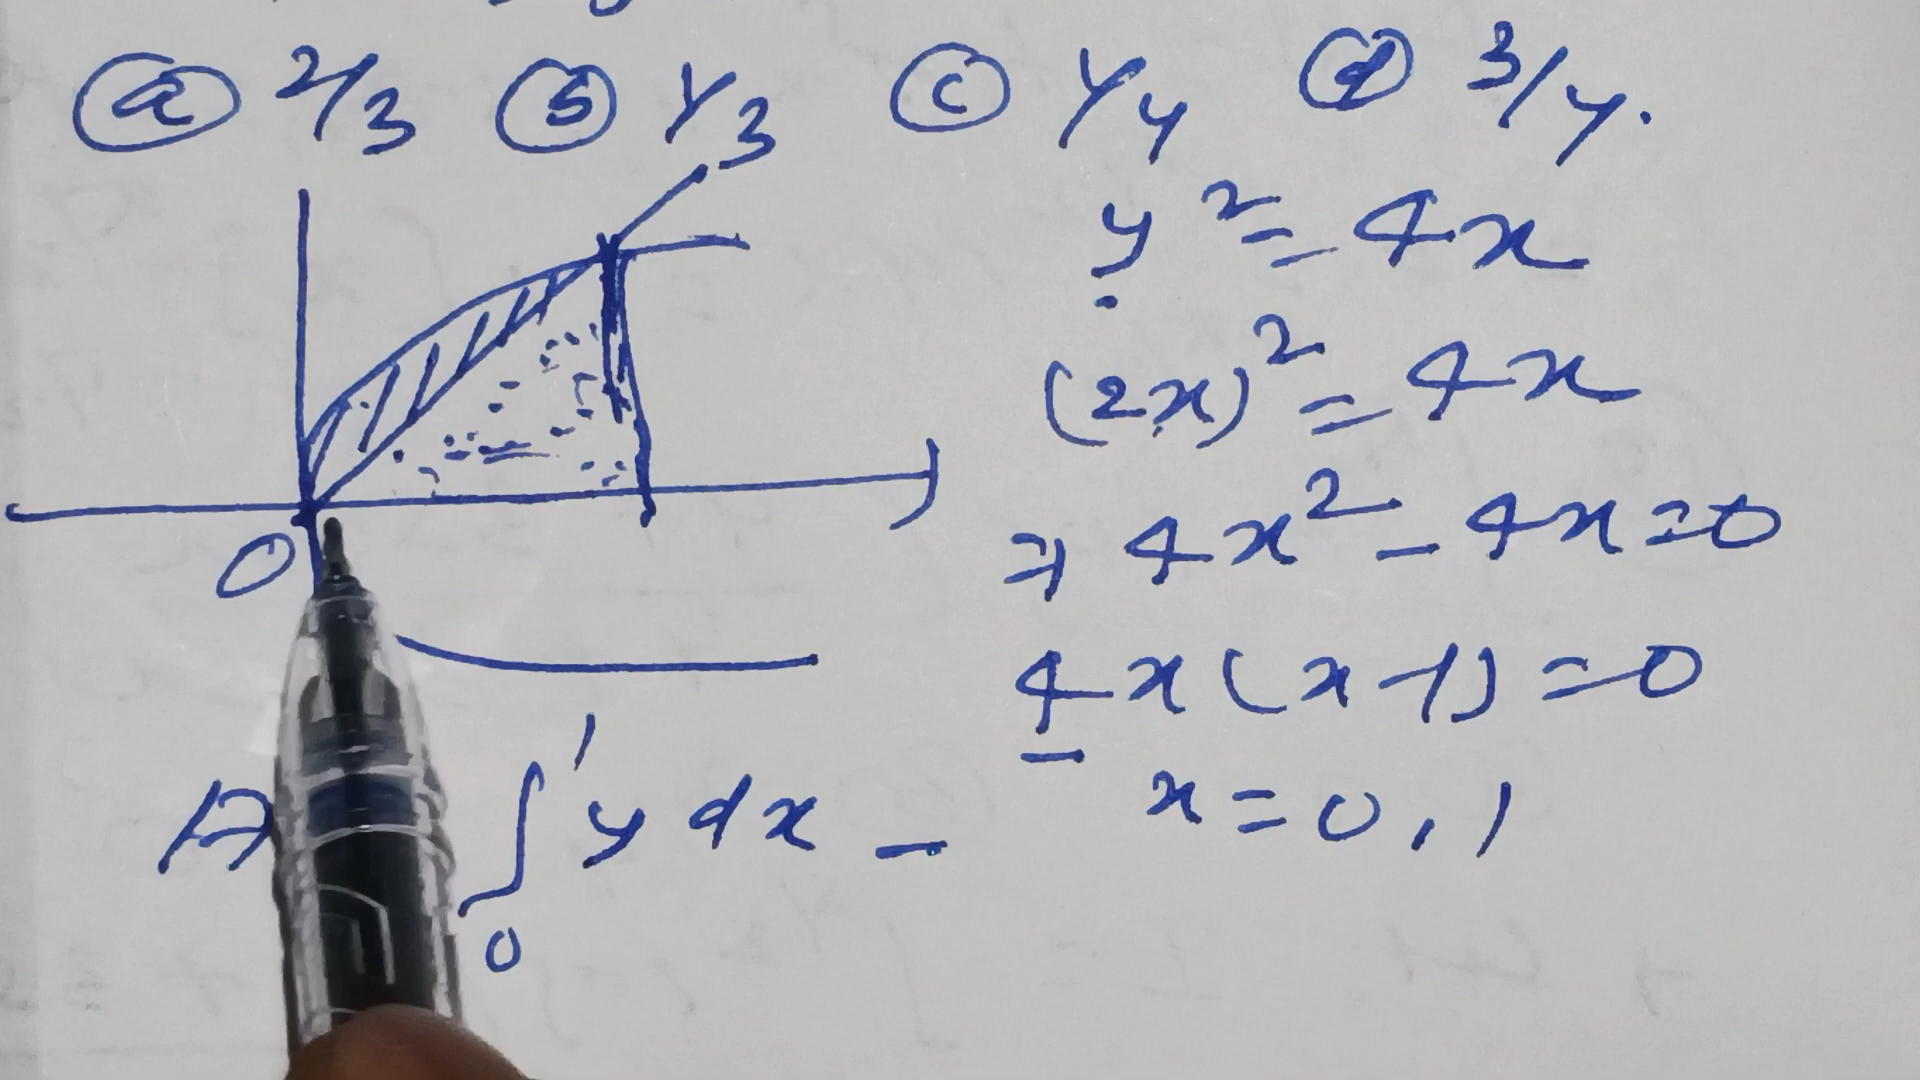 (a) 2/3 (b) 1/3 (c) 1/4 (d) 3/4.
y² = 4x
(2x)² = 4x
⇒ 4x² - 4x = 0
4x(x-1) = 0
x = 0, 1
O
A ∫₀¹ y dx -